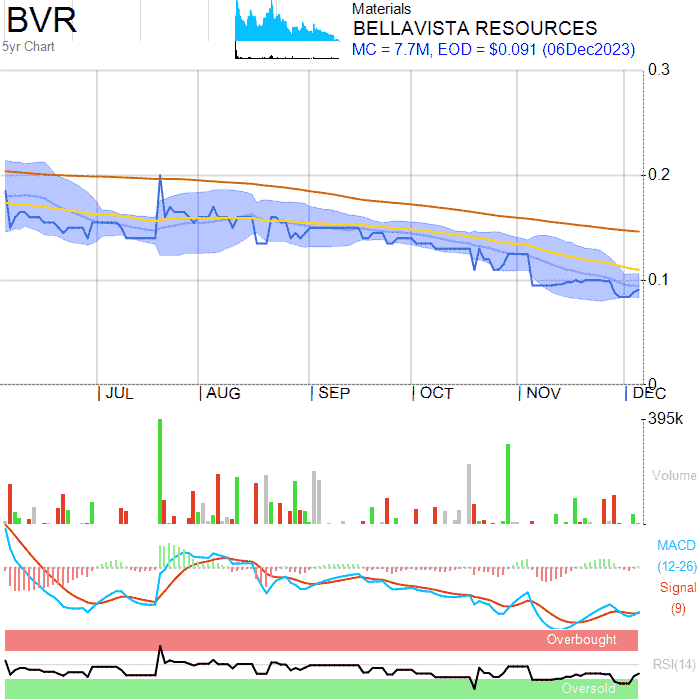 BVR
5yr Chart
Materials
BELLAVISTA RESOURCES
MC = 7.7M, EOD = $0.091 (06Dec2023)
0.3
0.2
0.1
0
JUL
AUG
SEP
OCT
NOV
DEC
395k
Volume
MACD
(12-26)
Signal
(9)
Overbought
RSI(14)
Oversold